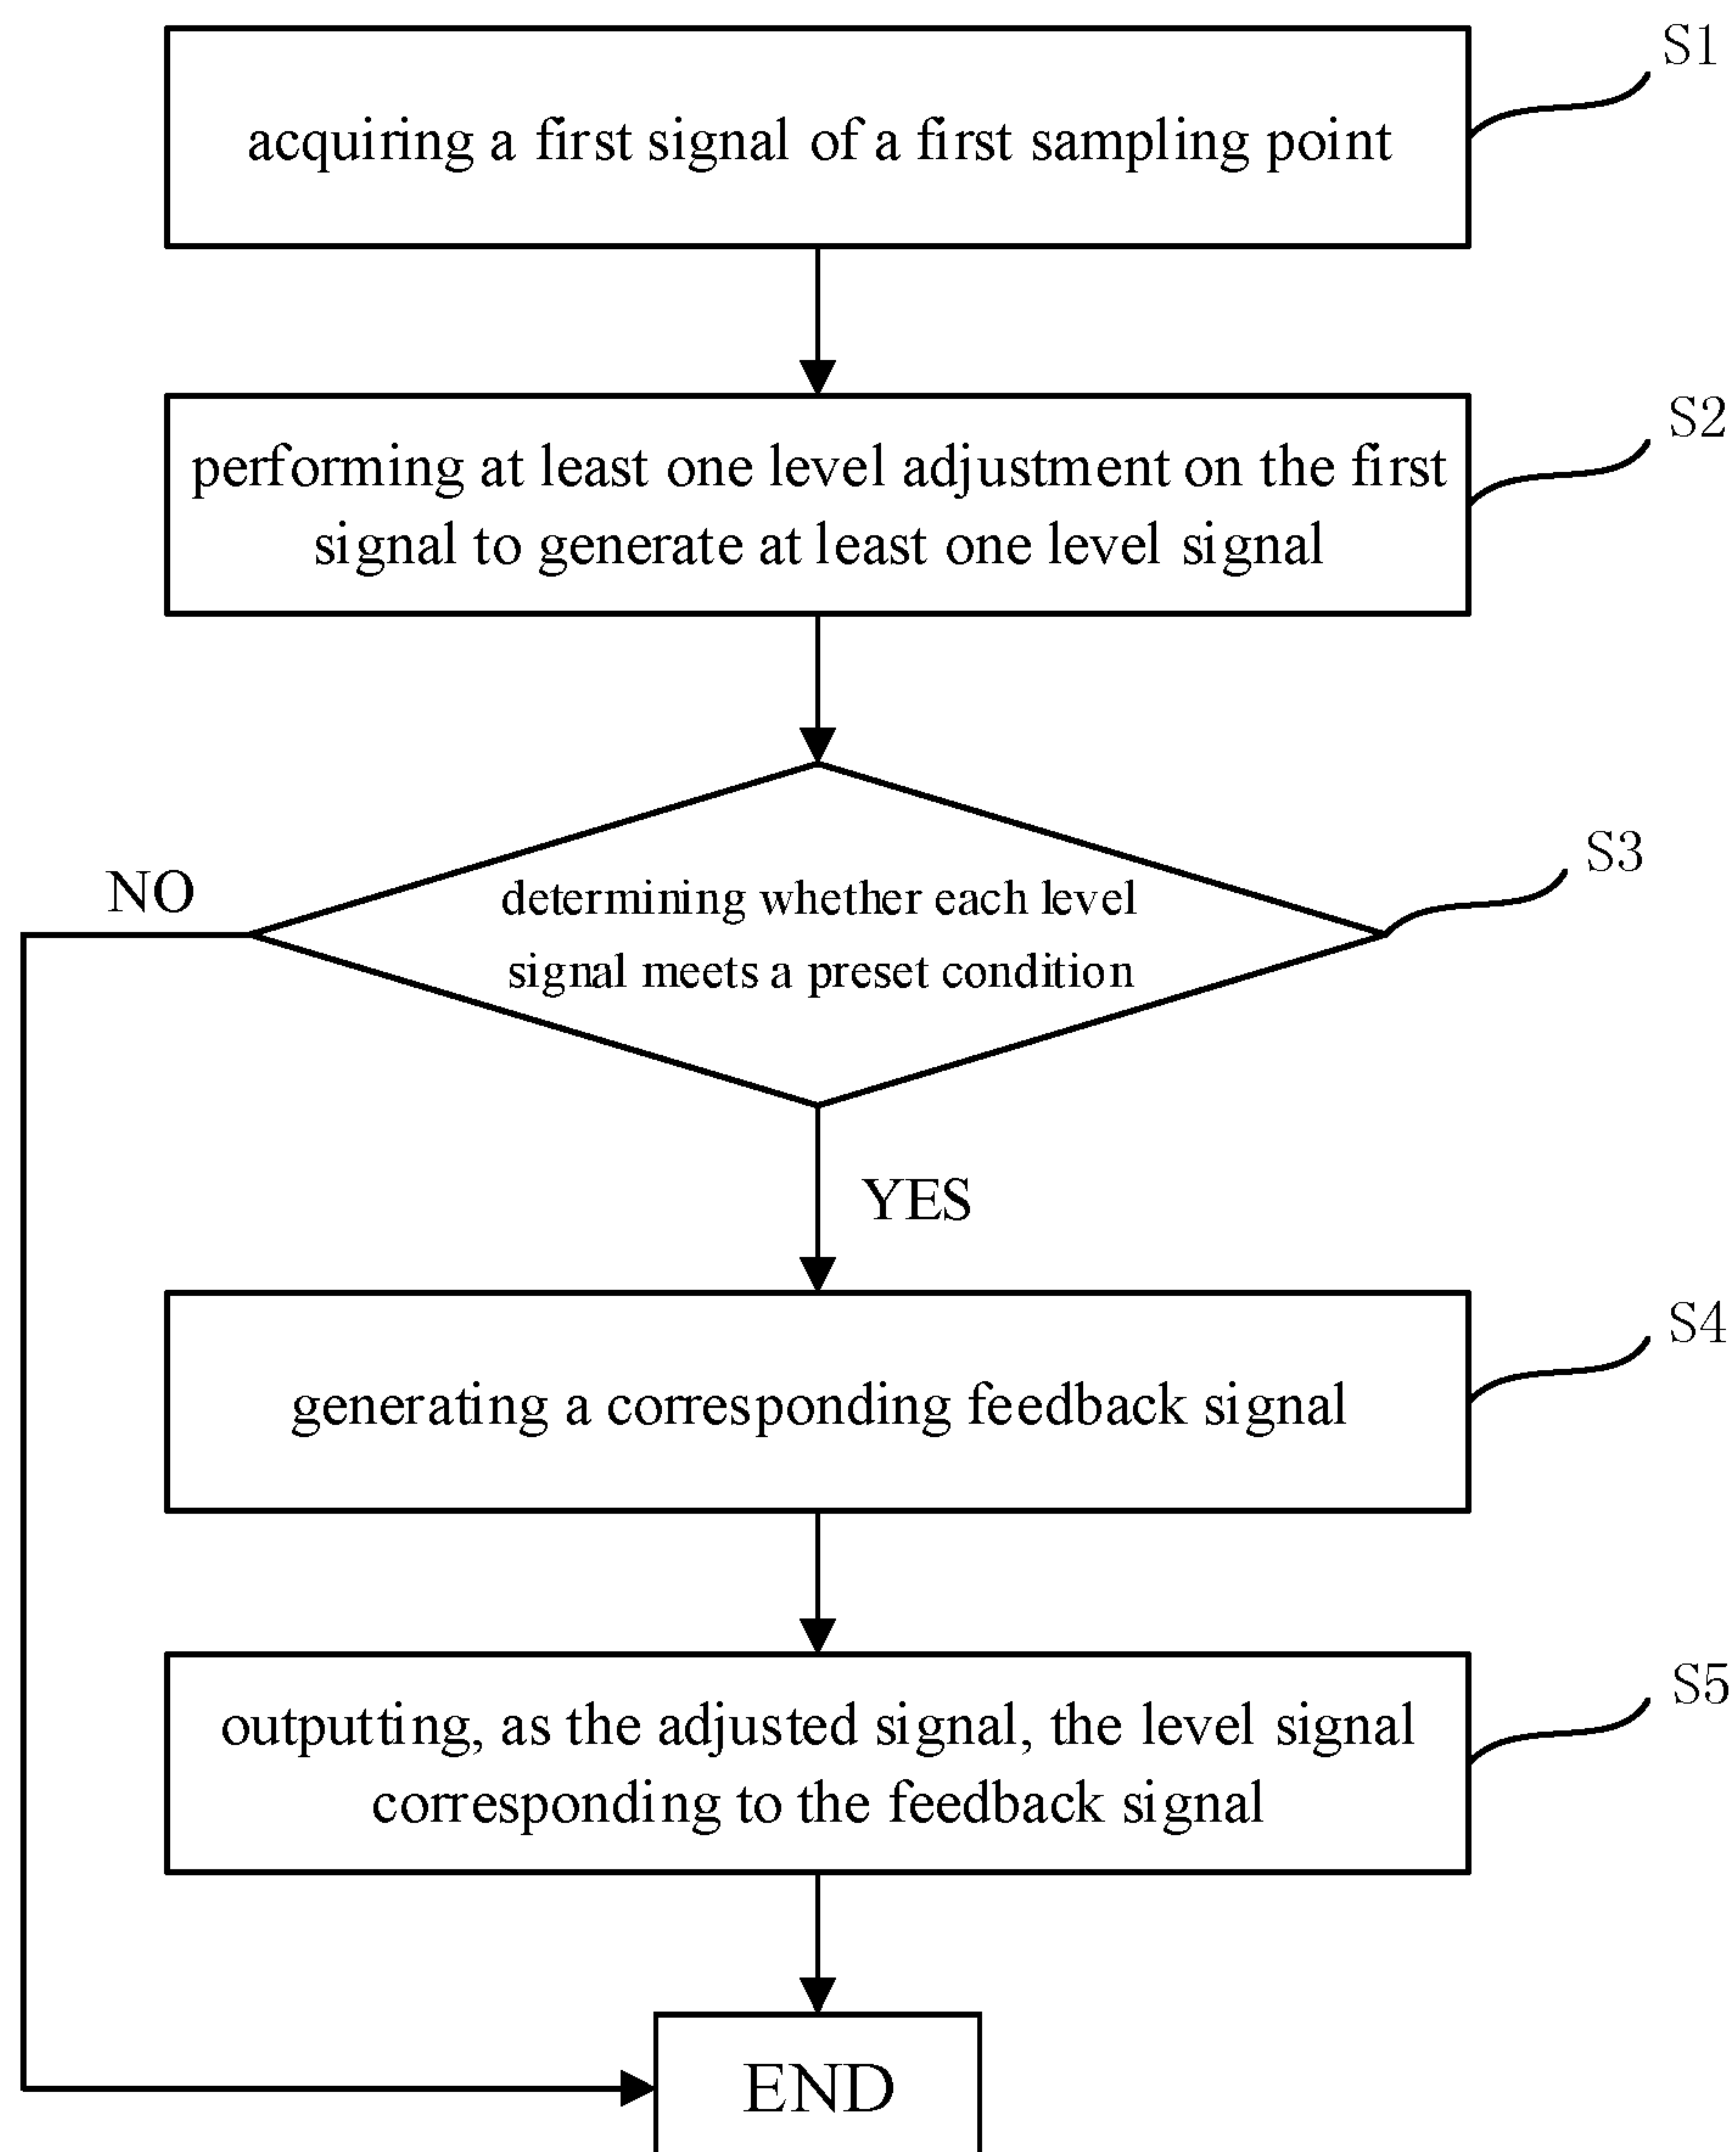 S1
acquiring a first signal of a first sampling point
S2
performing at least one level adjustment on the first
signal to generate at least one level signal
S3
NO
determining whether each level
signal meets a preset condition
YES
S4
generating a corresponding feedback signal
S5
outputting, as the adjusted signal, the level signal
corresponding to the feedback signal
END